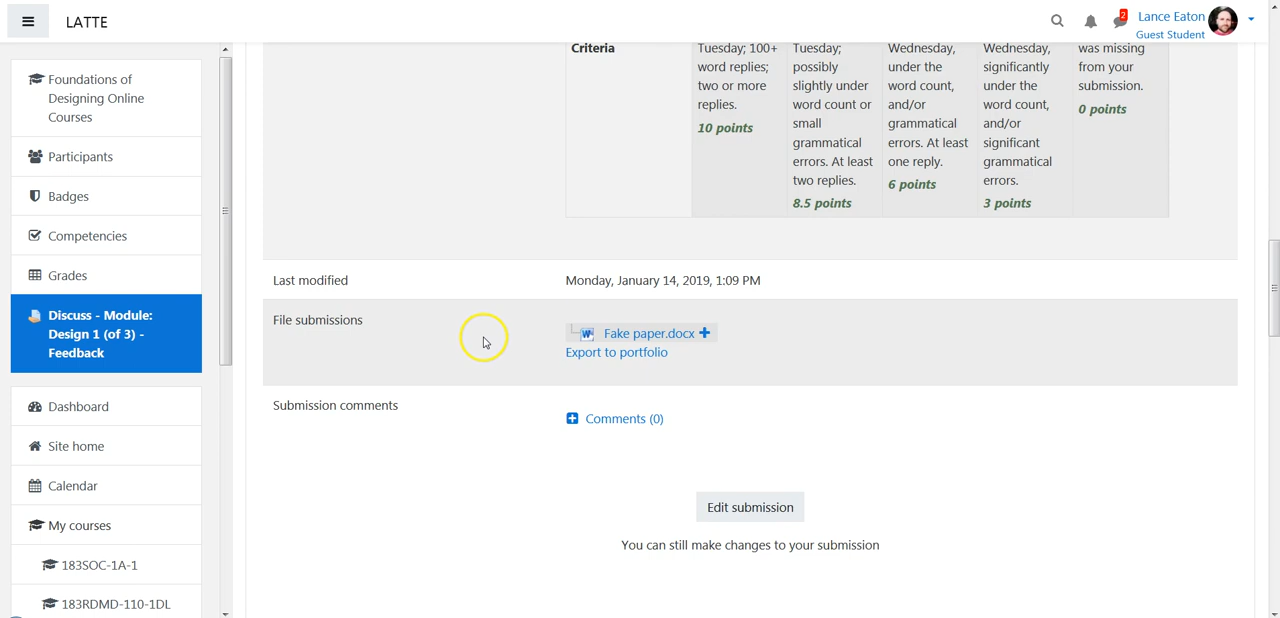 LATTE
2
Lance Eaton
Guest Student
Foundations of
Designing Online
Courses
Participants
Badges
Competencies
Grades
Discuss - Module:
Design 1 (of 3) -
Feedback
Dashboard
Site home
Calendar
My courses
183SOC-1A-1
183RDMD-110-1DL
Criteria
Tuesday; 100+
word replies;
two or more
replies.
10 points
Tuesday;
possibly
slightly under
word count or
small
grammatical
errors. At least
two replies.
8.5 points
Wednesday,
under the
word count,
and/or
grammatical
errors. At least
one reply.
6 points
Wednesday,
significantly
under the
word count,
and/or
significant
grammatical
errors.
3 points
was missing
from your
submission.
0 points
Last modified
Monday, January 14, 2019, 1:09 PM
File submissions
Fake paper.docx
Export to portfolio
Submission comments
Comments (0)
Edit submission
You can still make changes to your submission